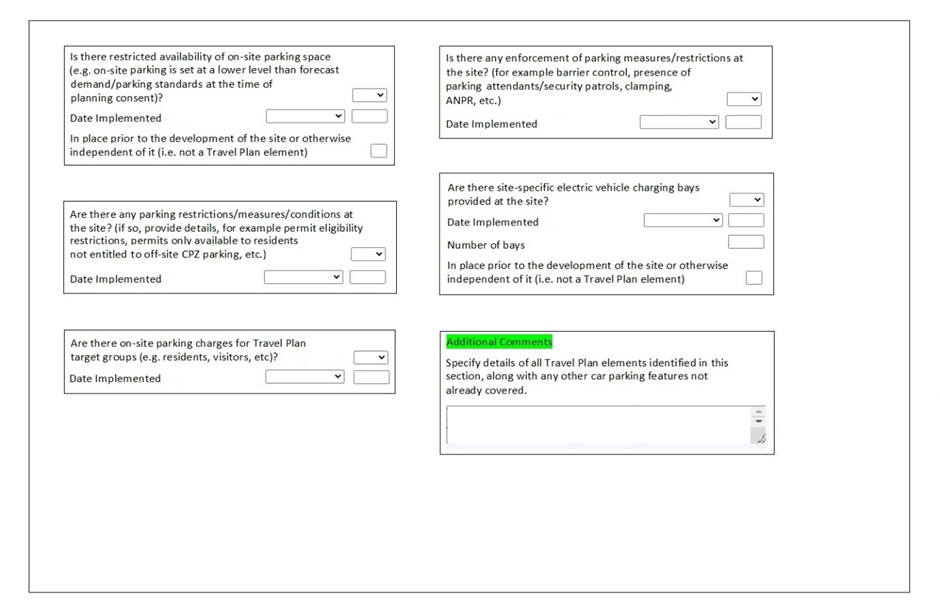 Is there restricted availability of on-site parking space
(e.g. on-site parking is set at a lower level than forecast
demand/parking standards at the time of
planning consent)?
Date Implemented
In place prior to the development of the site or otherwise
independent of it (i.e. not a Travel Plan element)
Are there any parking restrictions/measures/conditions at
the site? (if so, provide details, for example permit eligibility
restrictions, permits only available to residents
not entitled to off-site CPZ parking, etc.)
Date Implemented
Are there on-site parking charges for Travel Plan
target groups (e.g. residents, visitors, etc)?
Date Implemented
Is there any enforcement of parking measures/restrictions at
the site? (for example barrier control, presence of
parking attendants/security patrols, clamping,
ANPR, etc.)
Date Implemented
Are there site-specific electric vehicle charging bays
provided at the site?
Date Implemented
Number of bays
In place prior to the development of the site or otherwise
independent of it (i.e. not a Travel Plan element)
Additional Comments
Specify details of all Travel Plan elements identified in this
section, along with any other car parking features not
already covered.